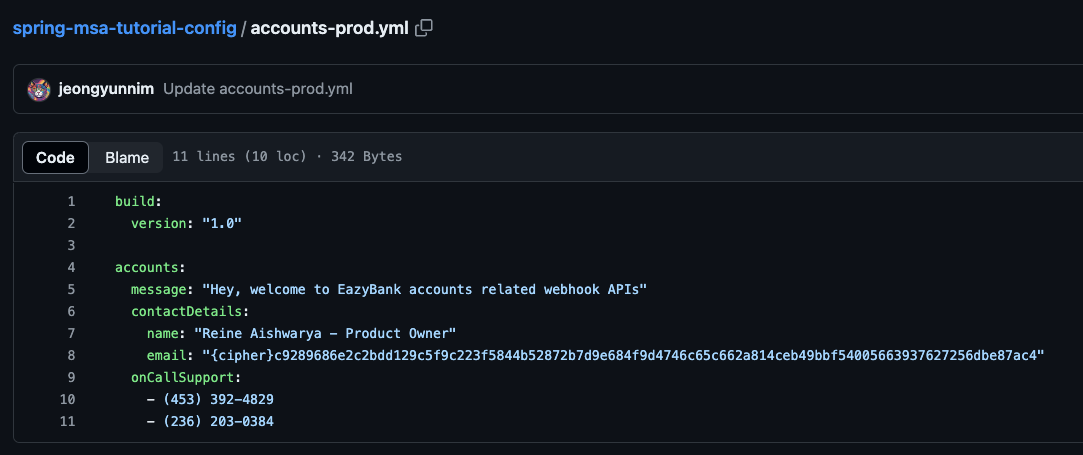 spring-msa-tutorial-config / accounts-prod.yml
jeongyunnim Update accounts-prod.yml
Code Blame 11 lines (10 loc) · 342 Bytes
1 build:
2 version: "1.0"
3
4 accounts:
5 message: "Hey, welcome to EazyBank accounts related webhook APIs"
6 contactDetails:
7 name: "Reine Aishwarya - Product Owner"
8 email: "{cipher}c9289686e2c2bdd129c5f9c223f5844b52872b7d9e684f9d4746c65c662a814ceb49bbf54005663937627256dbe87ac4"
9 onCallSupport:
10 - (453) 392-4829
11 - (236) 203-0384